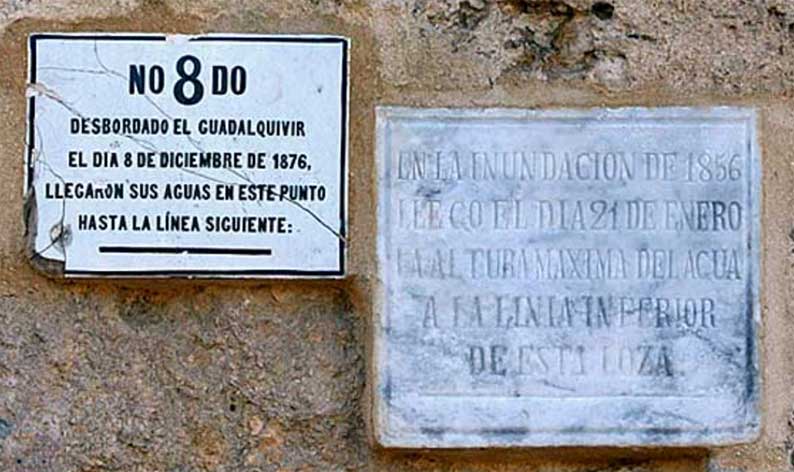 NO 8 DO
DESBORDADO EL GUADALQUIVIR
EL DIA 8 DE DICIEMBRE DE 1876,
LLEGARON SUS AGUAS EN ESTE PUNTO
HASTA LA LÍNEA SIGUIENTE:
EN LA INUNDACION DE 1856
LLEGO EL DIA 21 DE ENERO
LA ALTURA MAXIMA DEL AGUA
A LA LINIA INFERIOR
DE ESTA LOZA